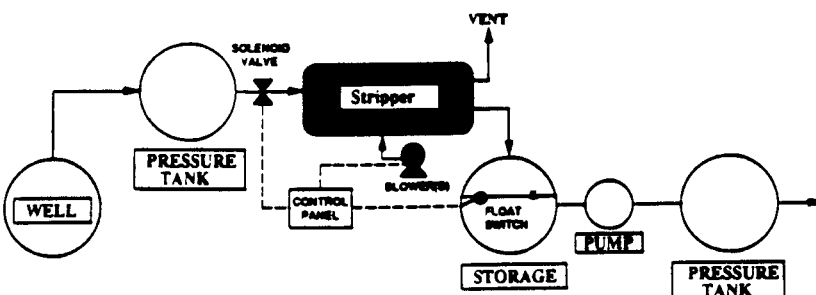 VENT
SOLENOID
VALVE
Stripper
PRESSURE
TANK
WELL
BLOWER(S)
CONTROL
PANEL
FLOAT
SWITCH
STORAGE
PUMP
PRESSURE
TANK